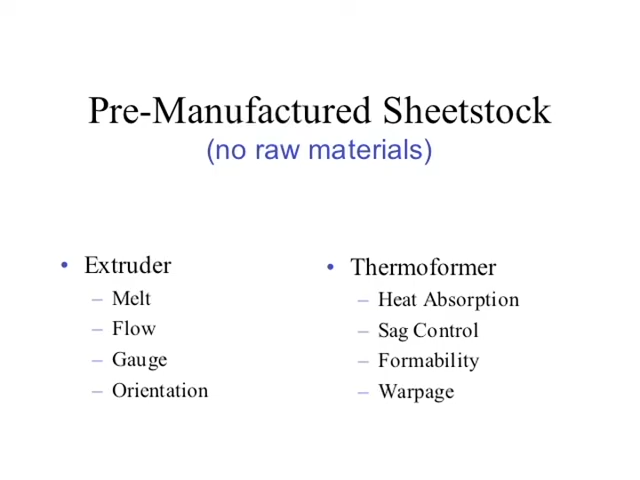 Pre-Manufactured Sheetstock
(no raw materials)
• Extruder
– Melt
– Flow
– Gauge
– Orientation
• Thermoformer
– Heat Absorption
– Sag Control
– Formability
– Warpage